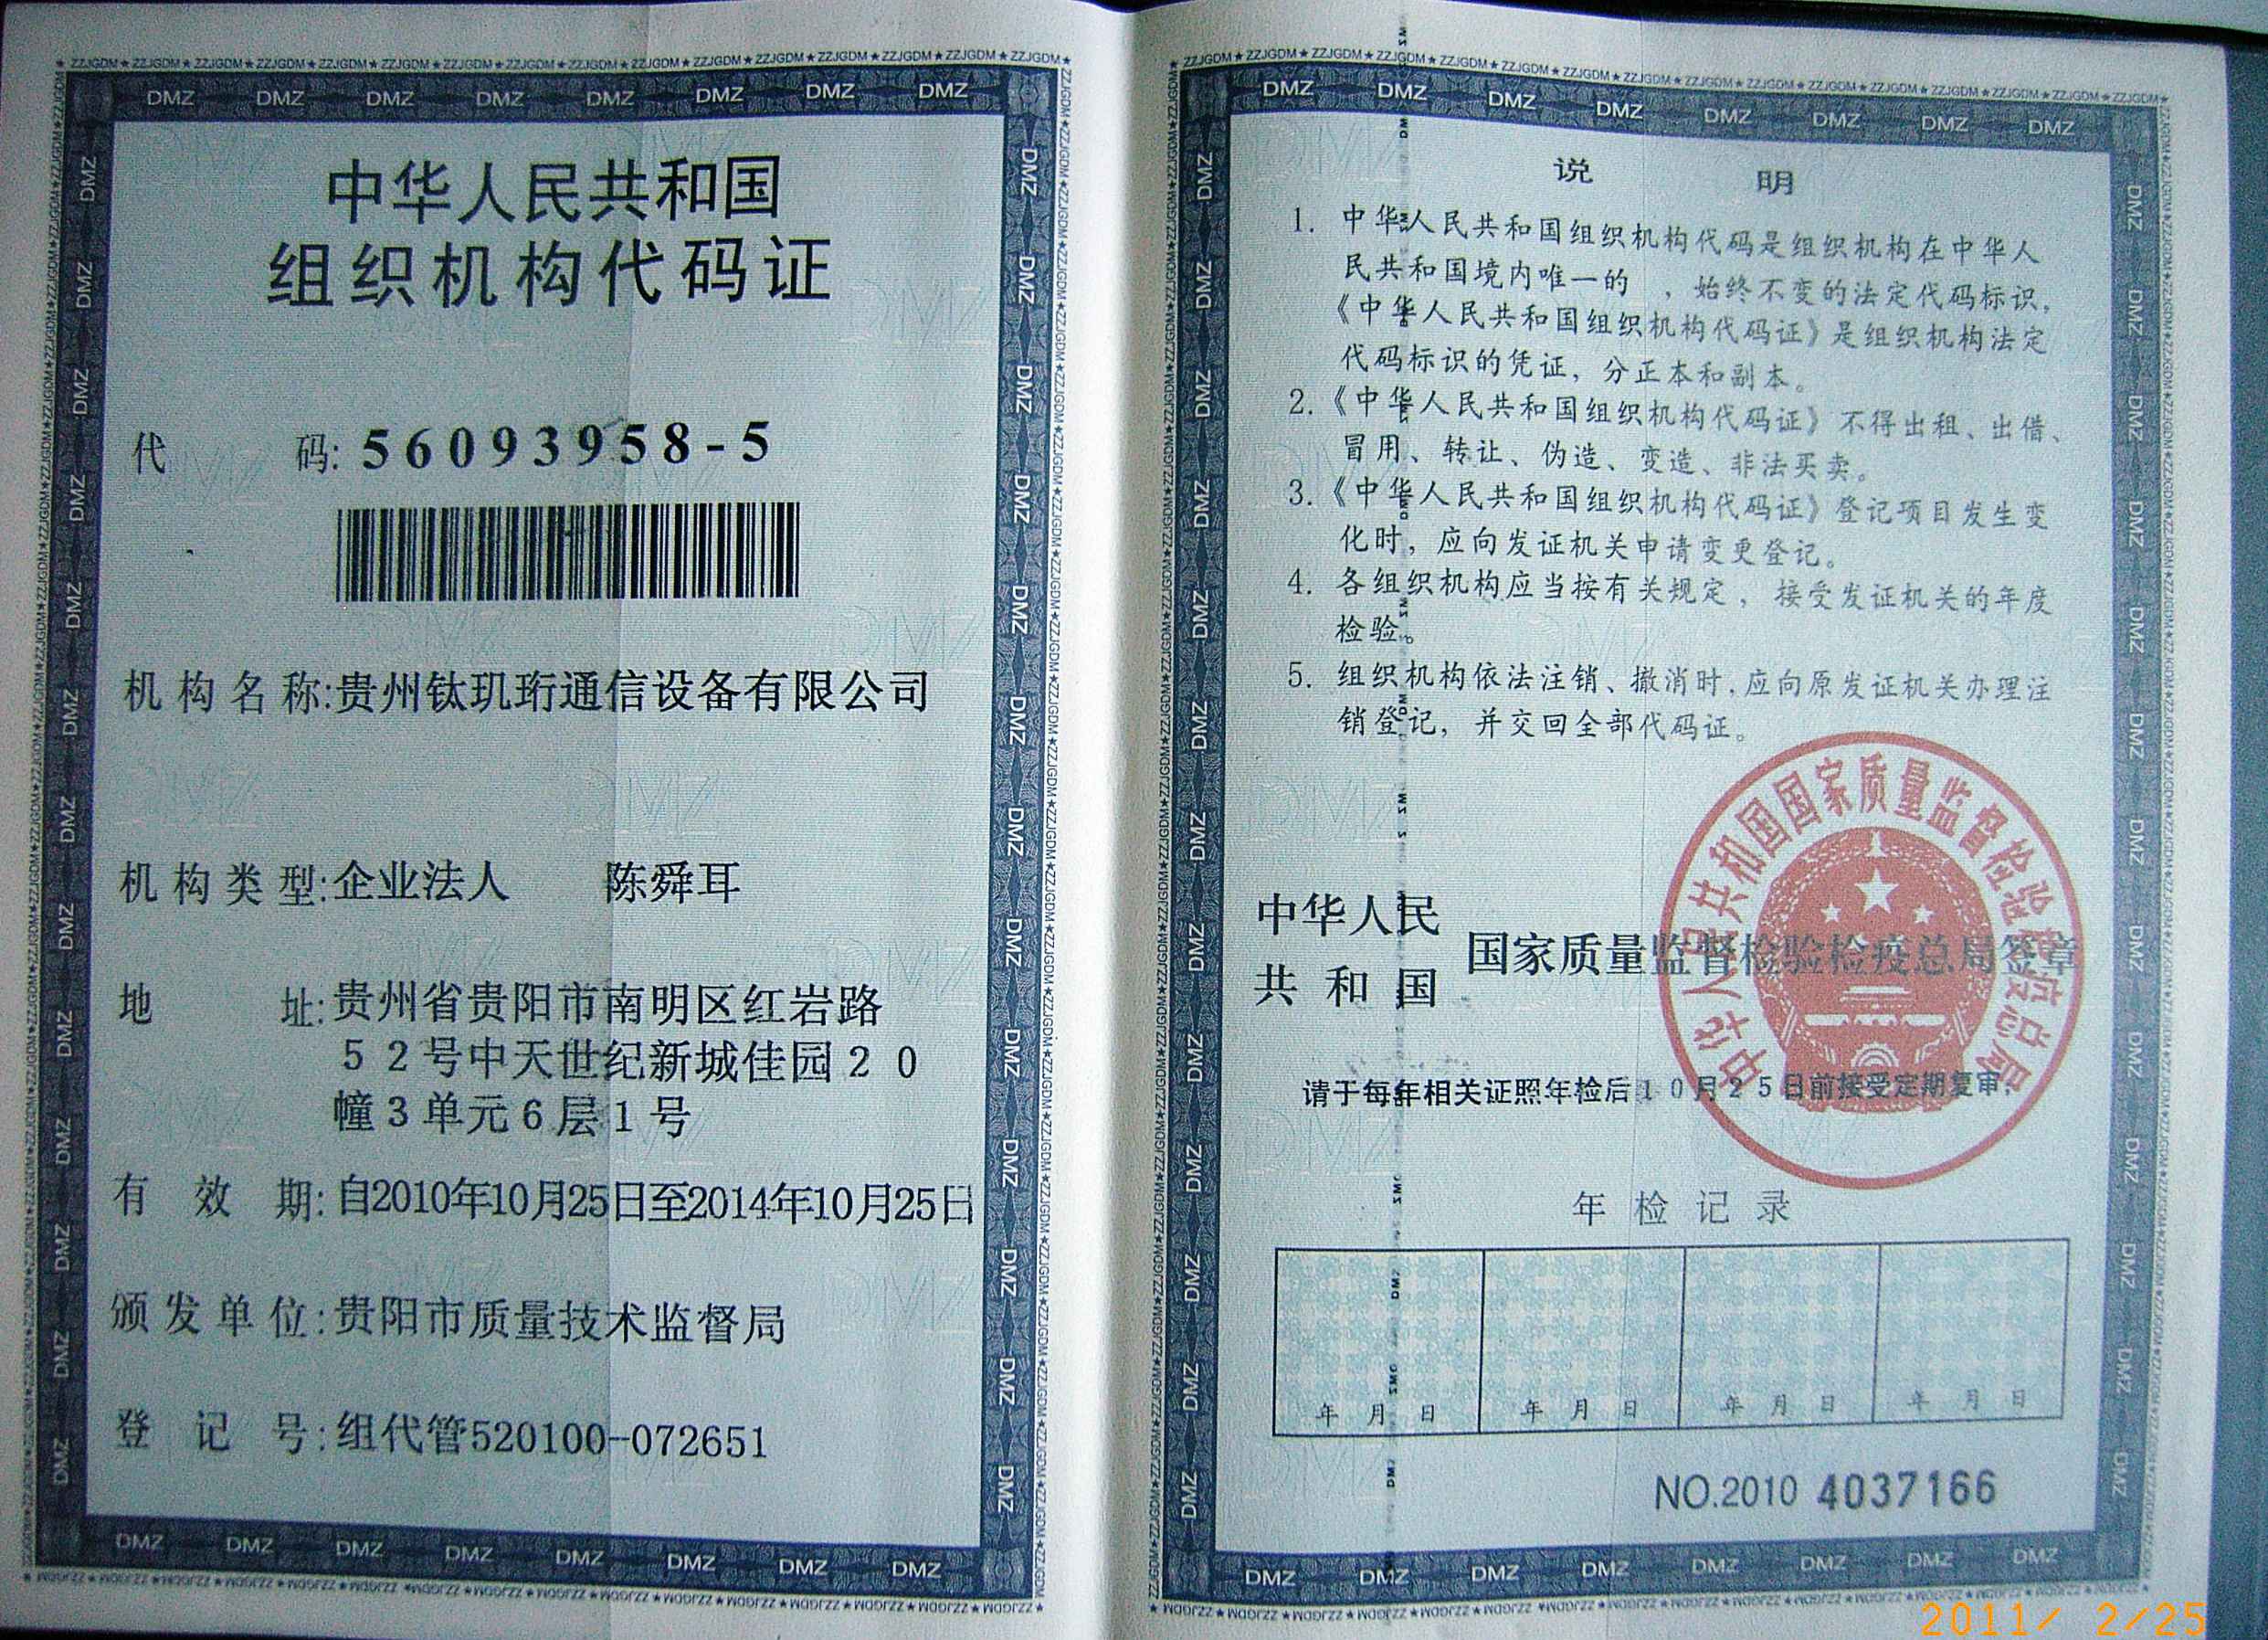 中华人民共和国
组织机构代码证
代 码: 56093958-5
机构名称:贵州钛玑珩通信设备有限公司
机构类型:企业法人 陈舜耳
地 址:贵州省贵阳市南明区红岩路
52号中天世纪新城佳园20
幢3单元6层1号
有效期:自2010年10月25日至2014年10月25日
颁发单位:贵阳市质量技术监督局
登记号:组代管520100-072651
说 明
1. 中华人民共和国组织机构代码是组织机构在中华人
民共和国境内唯一的 ,始终不变的法定代码标识,
《中华人民共和国组织机构代码证》是组织机构法定
代码标识的凭证,分正本和副本。
2.《中华人民共和国组织机构代码证》不得出租、出借、
冒用、转让、伪造、变造、非法买卖。
3.《中华人民共和国组织机构代码证》登记项目发生变
化时,应向发证机关申请变更登记。
4. 各组织机构应当按有关规定,接受发证机关的年度
检验。
5. 组织机构依法注销、撤消时,应向原发证机关办理注
销登记,并交回全部代码证。
中华人民共和国国家质量监督检验检疫总局
中华人民
共和国 国家质量监督检验检疫总局签章
请于每年相关证照年检后10月25日前接受定期复审,
年检记录
年 月 日 年 月 日 年 月 日 年 月 日
NO.2010 4037166
2011/ 2/25